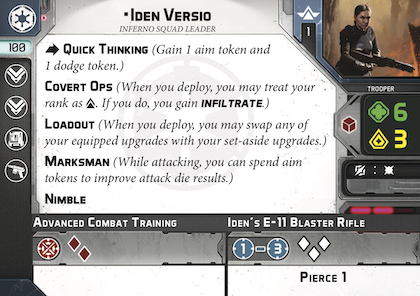 •Iden Versio
INFERNO SQUAD LEADER
1
100
Quick Thinking (Gain 1 aim token and
1 dodge token.)
Covert Ops (When you deploy, you may treat your
rank as . If you do, you gain INFILTRATE.)
Loadout (When you deploy, you may swap any of
your equipped upgrades with your set-aside upgrades.)
Marksman (While attacking, you can spend aim
tokens to improve attack die results.)
Nimble
TROOPER
6
3
: 
Advanced Combat Training
Iden´s E-11 Blaster Rifle
1 - 3
Pierce 1